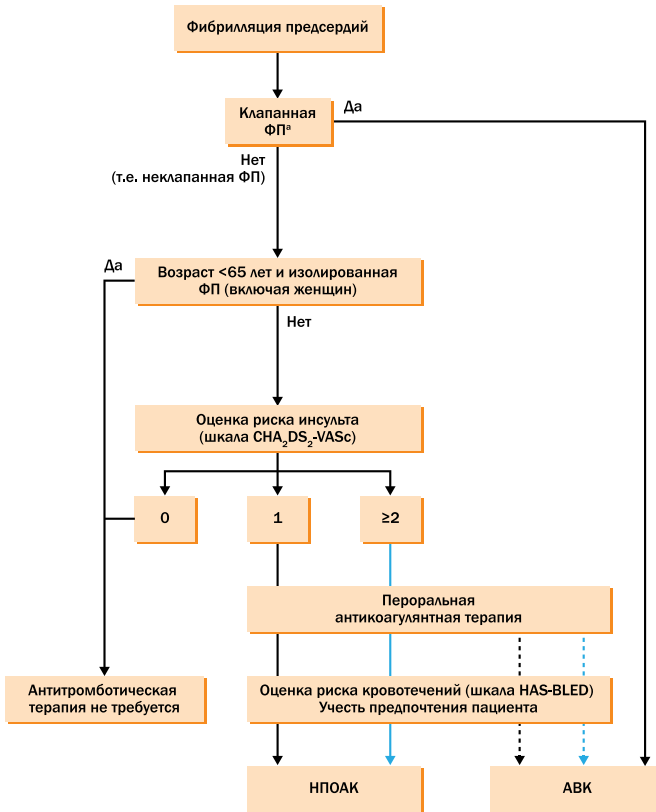 Фибрилляция предсердий
Клапанная
ФПª
Да
Нет
(т.е. неклапанная ФП)
Да
Возраст <65 лет и изолированная
ФП (включая женщин)
Нет
Оценка риска инсульта
(шкала CHA₂DS₂-VASc)
0
1
≥2
Пероральная
антикоагулянтная терапия
Антитромботическая
терапия не требуется
Оценка риска кровотечений (шкала HAS-BLED)
Учесть предпочтения пациента
НПОАК
АВК